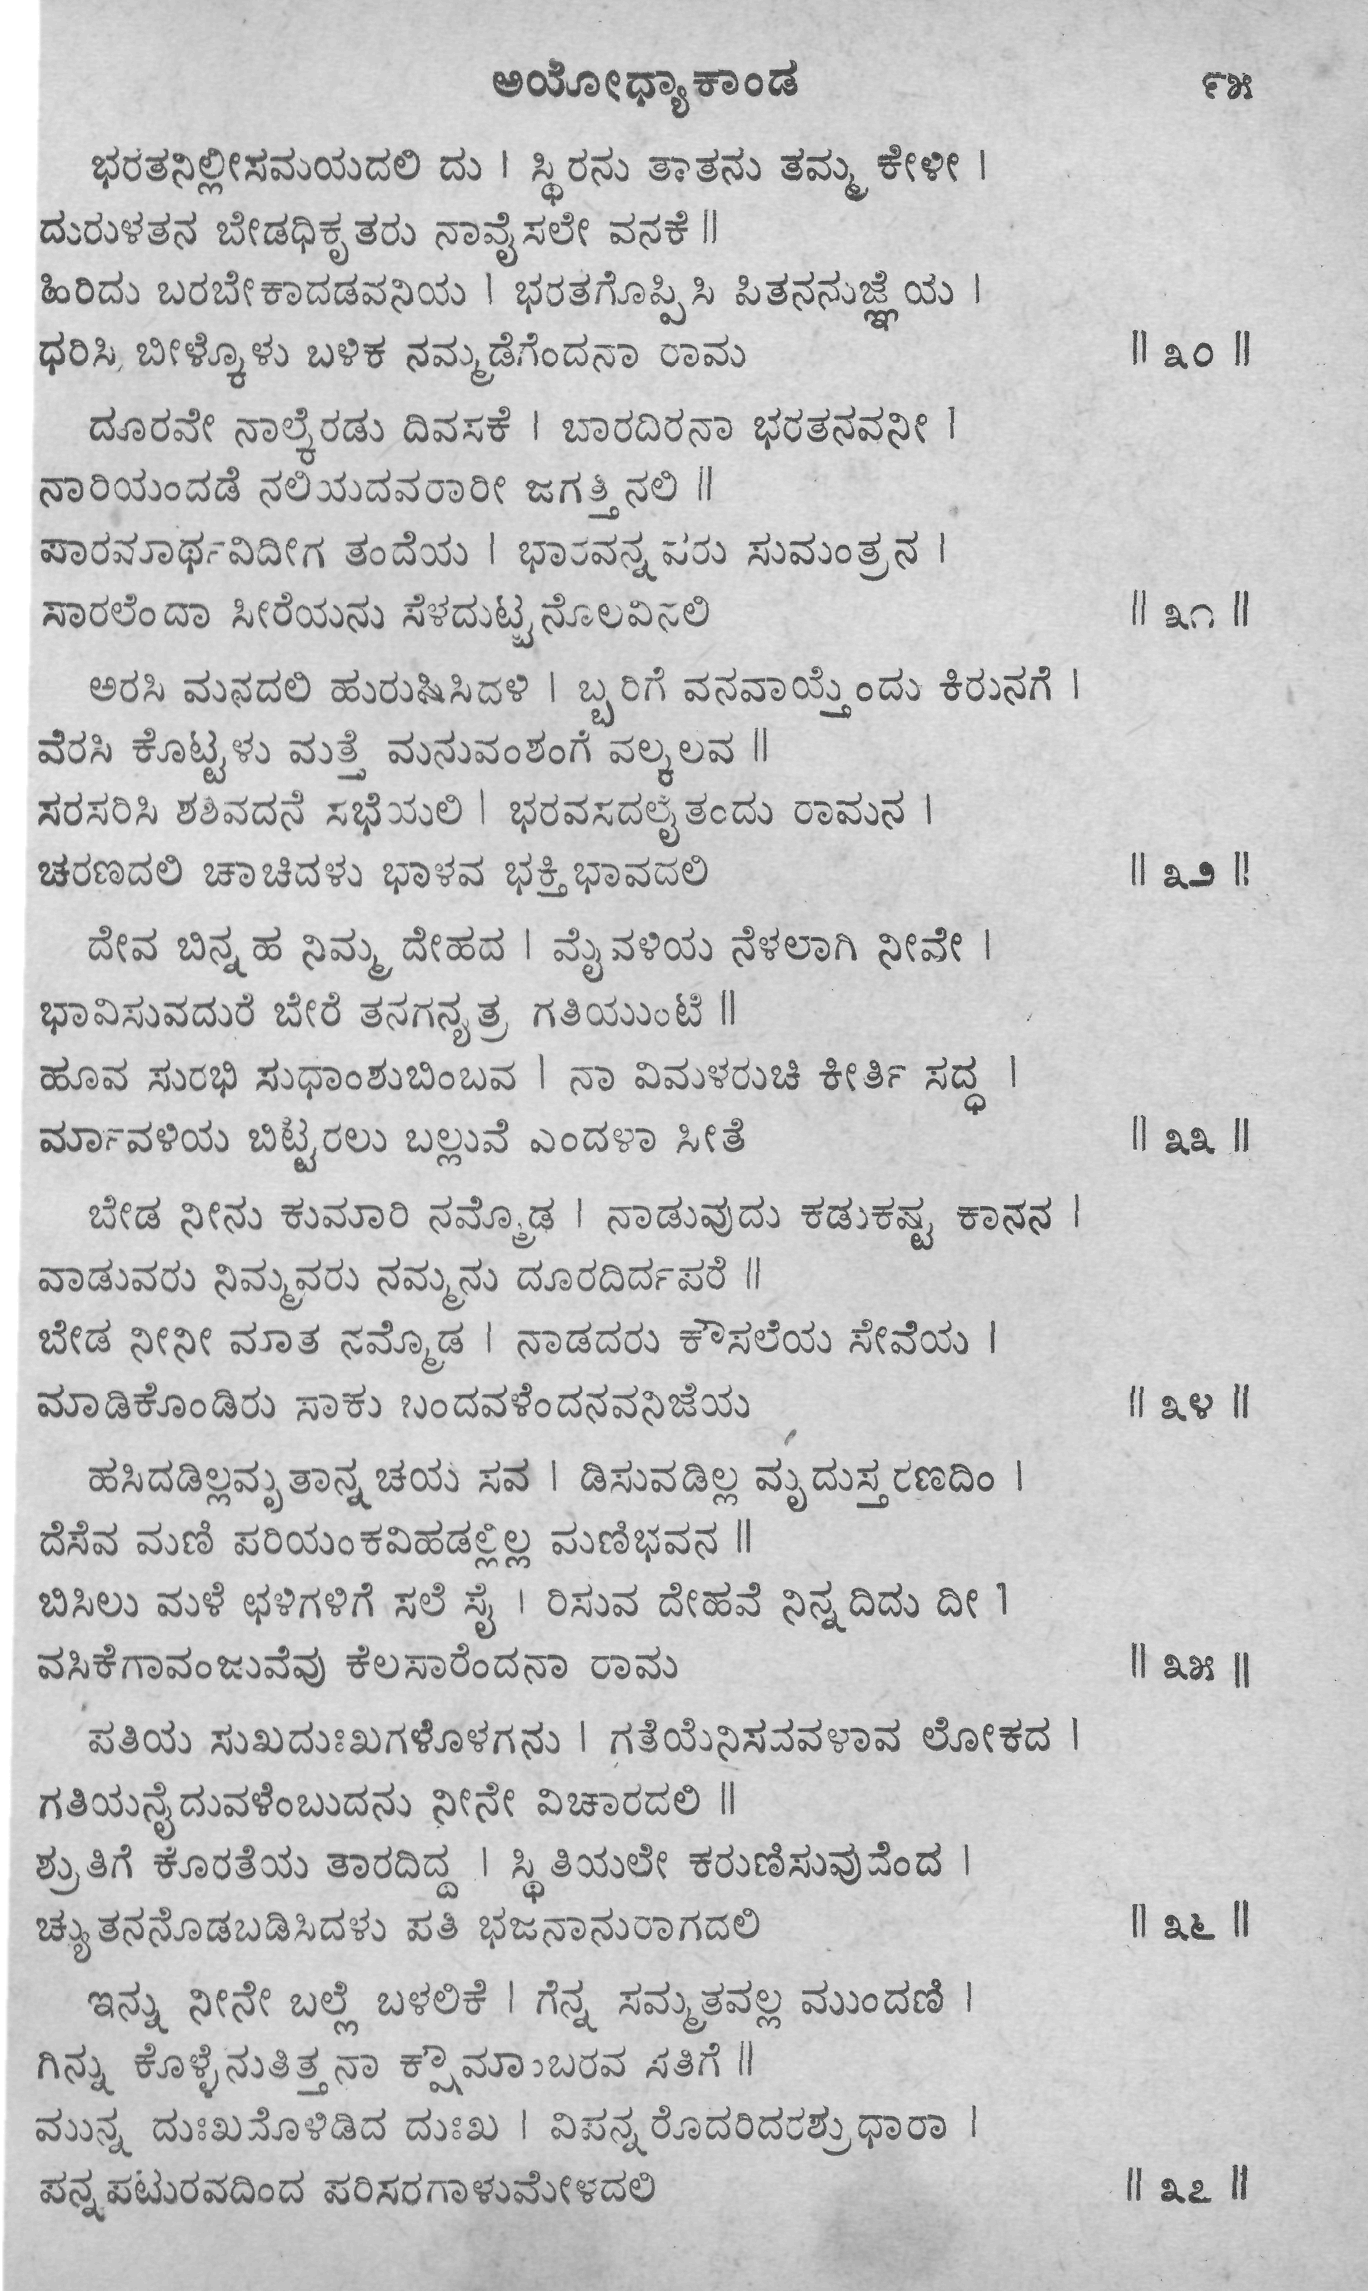 ಅಯೋಧ್ಯಾಕಾಂಡ ೯೫
ಭರತನಿಲ್ಲೀಸಮಯದಲಿ ದು | ಸ್ಥಿರನು ತಾತನು ತಮ್ಮ ಕೇಳೀ |
ದುರುಳತನ ಬೇಡಧಿಕೃತರು ನಾವೈಸಲೇ ವನಕೆ ||
ಹಿರಿದು ಬರಬೇಕಾದಡವನಿಯ | ಭರತಗೊಪ್ಪಿಸಿ ಪಿತನನುಜ್ಞೆಯ |
ಧರಿಸಿ ಬೀಳ್ಕೊಳು ಬಳಿಕ ನಮ್ಮಡೆಗೆಂದನಾ ರಾಮ || ೩೦ ||
ದೂರವೇ ನಾಲ್ಕೆರಡು ದಿವಸಕೆ | ಬಾರದಿರನಾ ಭರತನವನೀ |
ನಾರಿಯಂದಡೆ ನಲಿಯದವರಾರೀ ಜಗತ್ತಿನಲಿ ||
ಪಾರಮಾರ್ಥವಿದೀಗ ತಂದೆಯ | ಭಾರವನ್ನಪರು ಸುಮಂತ್ರನ |
ಸಾರಲೆಂದಾ ಸೀರೆಯನು ಸೆಳದುಟ್ಟನೊಲವಿನಲಿ || ೩೧ ||
ಅರಸಿ ಮನದಲಿ ಹುರುಷಿಸಿದಳಿ | ಬ್ಬರಿಗೆ ವನವಾಯ್ತೆಂದು ಕಿರುನಗೆ |
ವೆರಸಿ ಕೊಟ್ಟಳು ಮತ್ತೆ ಮನುವಂಶಂಗೆ ವಲ್ಕಲವ ||
ಸರಸರಿಸಿ ಶಶಿವದನೆ ಸಭೆಯಲಿ | ಭರವಸದಲೈತಂದು ರಾಮನ |
ಚರಣದಲಿ ಚಾಚಿದಳು ಭಾಳವ ಭಕ್ತಿಭಾವದಲಿ || ೩೨ ||
ದೇವ ಬಿನ್ನಹ ನಿಮ್ಮ ದೇಹದ | ಮೈವಳಿಯ ನೆಳಲಾಗಿ ನೀವೇ |
ಭಾವಿಸುವದುರೆ ಬೇರೆ ತನಗನ್ಯತ್ರ ಗತಿಯುಂಟೆ ||
ಹೂವ ಸುರಭಿ ಸುಧಾಂಶುಬಿಂಬವ | ನಾ ವಿಮಳರುಚಿ ಕೀರ್ತಿ ಸದ್ಧ |
ರ್ಮಾವಳಿಯ ಬಿಟ್ಟಿರಲು ಬಲ್ಲುವೆ ಎಂದಳಾ ಸೀತೆ || ೩೩ ||
ಬೇಡ ನೀನು ಕುಮಾರಿ ನಮ್ಮೊಡ | ನಾಡುವುದು ಕಡುಕಷ್ಟ ಕಾನನ |
ವಾಡುವರು ನಿಮ್ಮವರು ನಮ್ಮನು ದೂರದಿರ್ದಪರೆ ||
ಬೇಡ ನೀನೀ ಮಾತ ನಮ್ಮೊಡ | ನಾಡದರು ಕೌಸಲೆಯ ಸೇವೆಯ |
ಮಾಡಿಕೊಂಡಿರು ಸಾಕು ಬಂದವಳೆಂದನವನಿಜೆಯ || ೩೪ ||
ಹಸಿದಡಿಲ್ಲಮೃತಾನ್ನಚಯ ಸವ | ಡಿಸುವಡಿಲ್ಲ ಮೃದುಸ್ತರಣದಿಂ |
ದೆಸೆವ ಮಣಿ ಪರಿಯಂಕವಿಹಡಲ್ಲಿಲ್ಲ ಮಣಿಭವನ ||
ಬಿಸಿಲು ಮಳೆ ಛಳಿಗಳಿಗೆ ಸಲೆ ಸೈ | ರಿಸುವ ದೇಹವೆ ನಿನ್ನದಿದು ದೀ |
ವಸಿಕೆಗಾವಂಜುವೆವು ಕೆಲಸಾರೆಂದನಾ ರಾಮ || ೩೫ ||
ಪತಿಯ ಸುಖದುಃಖಗಳೊಳಗನು | ಗತೆಯೆನಿಸವವಳಾವ ಲೋಕದ |
ಗತಿಯನೈದುವಳೆಂಬುದನು ನೀನೇ ವಿಚಾರದಲಿ ||
ಶ್ರುತಿಗೆ ಕೊರತೆಯ ತಾರದಿದ್ದ | ಸ್ಥಿತಿಯಲೇ ಕರುಣಿಸುವುದೆಂದ |
ಚ್ಯುತನನೊಡಬಡಿಸಿದಳು ಪತಿ ಭಜನಾನುರಾಗದಲಿ || ೩೬ ||
ಇನ್ನು ನೀನೇ ಬಲ್ಲೆ ಬಳಲಿಕೆ | ಗೆನ್ನ ಸಮ್ಮತವಲ್ಲ ಮುಂದಣಿ |
ಗಿನ್ನು ಕೊಳ್ಳೆನುತಿತ್ತನಾ ಕ್ಷೌಮಾಂಬರವ ಸತಿಗೆ ||
ಮುನ್ನ ದುಃಖದೊಳಿಡಿದ ದುಃಖ | ವಿಪನ್ನರೊದರಿದರಶ್ರುಧಾರಾ |
ಪನ್ನಪಟುರವದಿಂದ ಪರಿಸರಗಾಳುಮೇಳದಲಿ || ೩೭ ||